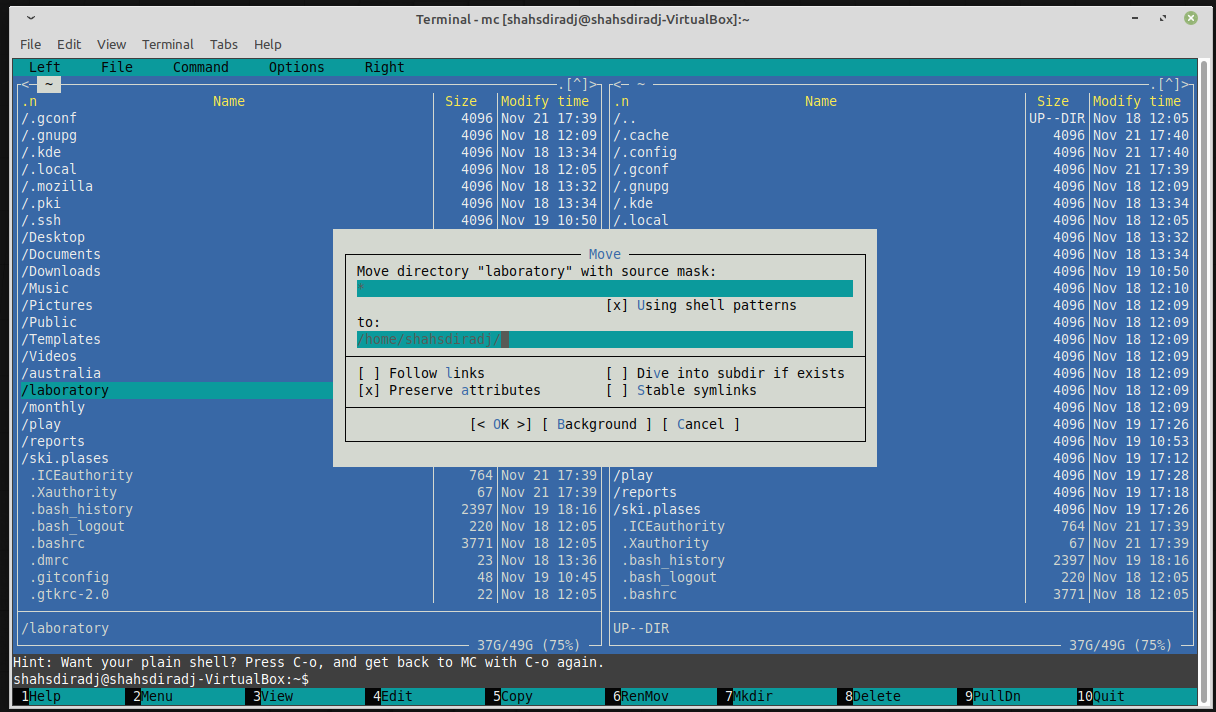 Terminal - mc [shahsdiradj@shahsdiradj-VirtualBox]:~
File Edit View Terminal Tabs Help
Left File Command Options Right
<─ ~ .[^]> <─ ~ .[^]>
.n Name Size Modify time .n Name Size Modify time
/.gconf 4096 Nov 21 17:39 /.. UP--DIR Nov 18 12:05
/.gnupg 4096 Nov 18 12:09 /.cache 4096 Nov 21 17:40
/.kde 4096 Nov 18 13:34 /.config 4096 Nov 21 17:40
/.local 4096 Nov 18 12:05 /.gconf 4096 Nov 21 17:39
/.mozilla 4096 Nov 18 13:32 /.gnupg 4096 Nov 18 12:09
/.pki 4096 Nov 18 13:34 /.kde 4096 Nov 18 13:34
/.ssh 4096 Nov 19 10:50 /.local 4096 Nov 18 12:05
/Desktop 4096 Nov 18 13:32
/Documents Move 4096 Nov 18 13:34
/Downloads Move directory "laboratory" with source mask: 4096 Nov 19 10:50
/Music * 4096 Nov 18 12:10
/Pictures [x] Using shell patterns 4096 Nov 18 12:09
/Public to: 4096 Nov 18 12:09
/Templates /home/shahsdiradj/ 4096 Nov 18 12:09
/Videos 4096 Nov 18 12:09
/australia [ ] Follow links [ ] Dive into subdir if exists 4096 Nov 18 12:09
/laboratory [x] Preserve attributes [ ] Stable symlinks 4096 Nov 18 12:09
/monthly 4096 Nov 18 12:09
/play [< OK >] [ Background ] [ Cancel ] 4096 Nov 19 17:26
/reports 4096 Nov 19 10:53
/ski.plases 4096 Nov 19 17:12
.ICEauthority 764 Nov 21 17:39 /play 4096 Nov 19 17:28
.Xauthority 67 Nov 21 17:39 /reports 4096 Nov 19 17:18
.bash_history 2397 Nov 19 18:16 /ski.plases 4096 Nov 19 17:26
.bash_logout 220 Nov 18 12:05 .ICEauthority 764 Nov 21 17:39
.bashrc 3771 Nov 18 12:05 .Xauthority 67 Nov 21 17:39
.dmrc 23 Nov 18 13:36 .bash_history 2397 Nov 19 18:16
.gitconfig 48 Nov 19 10:45 .bash_logout 220 Nov 18 12:05
.gtkrc-2.0 22 Nov 18 12:05 .bashrc 3771 Nov 18 12:05
/laboratory UP--DIR
37G/49G (75%) 37G/49G (75%)
Hint: Want your plain shell? Press C-o, and get back to MC with C-o again.
shahsdiradj@shahsdiradj-VirtualBox:~$
1Help 2Menu 3View 4Edit 5Copy 6RenMov 7Mkdir 8Delete 9PullDn 10Quit